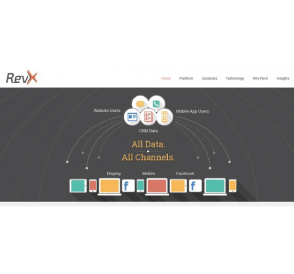 RevX
Home Platform Solutions Technology Why RevX Insights
Website Users
Mobile App Users
CRM Data
All Data.
All Channels.
Display Mobile Facebook